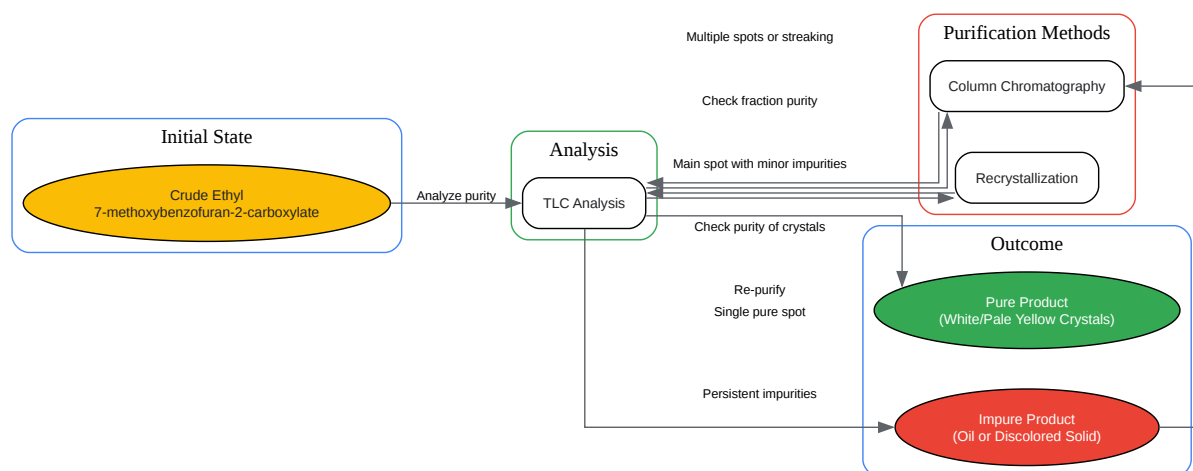 Initial State
Crude Ethyl
7-methoxybenzofuran-2-carboxylate
Analyze purity
Analysis
TLC Analysis
Multiple spots or streaking
Check fraction purity
Main spot with minor impurities
Check purity of crystals
Re-purify
Single pure spot
Persistent impurities
Purification Methods
Column Chromatography
Recrystallization
Outcome
Pure Product
(White/Pale Yellow Crystals)
Impure Product
(Oil or Discolored Solid)